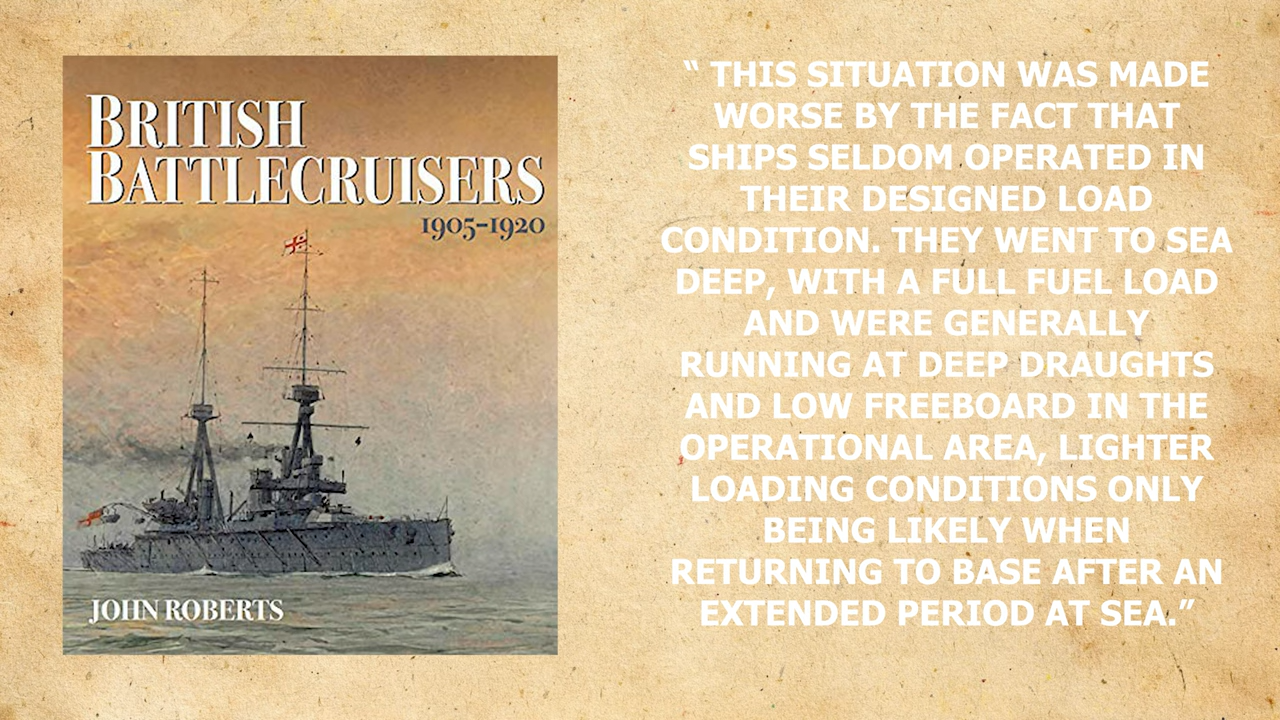 BRITISH
BATTLECRUISERS
1905–1920
JOHN ROBERTS
“ THIS SITUATION WAS MADE
WORSE BY THE FACT THAT
SHIPS SELDOM OPERATED IN
THEIR DESIGNED LOAD
CONDITION. THEY WENT TO SEA
DEEP, WITH A FULL FUEL LOAD
AND WERE GENERALLY
RUNNING AT DEEP DRAUGHTS
AND LOW FREEBOARD IN THE
OPERATIONAL AREA, LIGHTER
LOADING CONDITIONS ONLY
BEING LIKELY WHEN
RETURNING TO BASE AFTER AN
EXTENDED PERIOD AT SEA.”